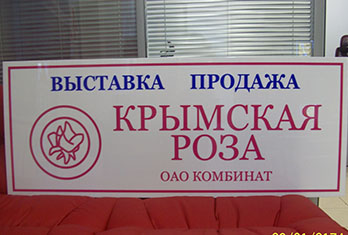 ВЫСТАВКА ПРОДАЖА
КРЫМСКАЯ
РОЗА
ОАО КОМБИНАТ